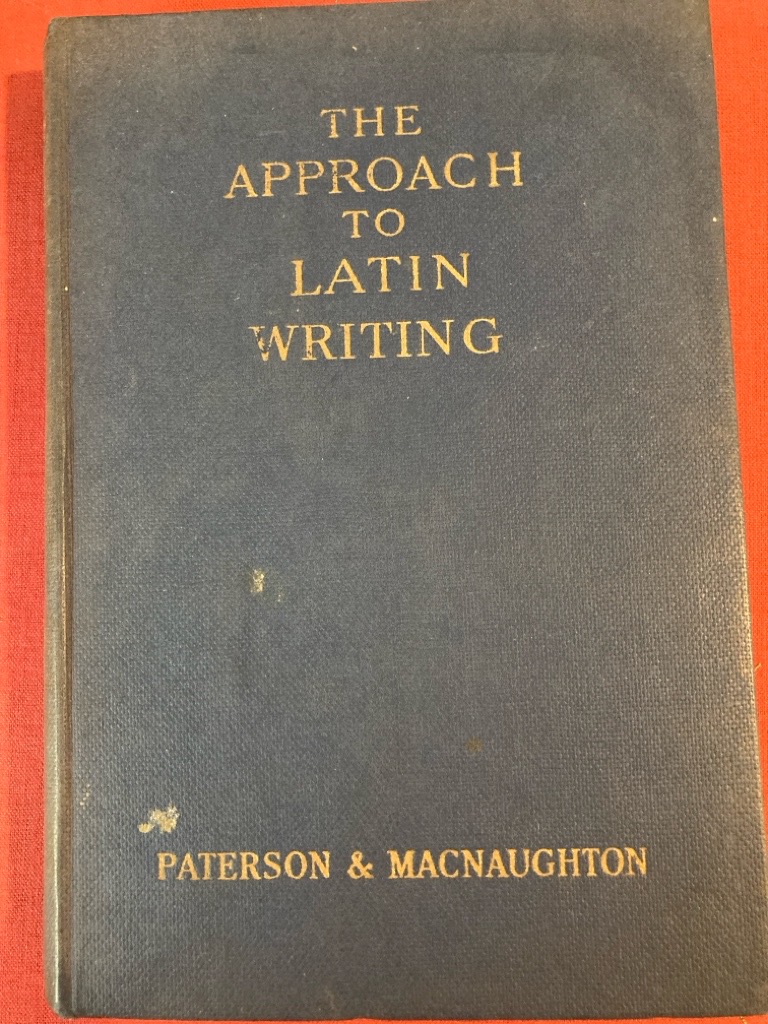 THE
APPROACH
TO
LATIN
WRITING
PATERSON & MACNAUGHTON